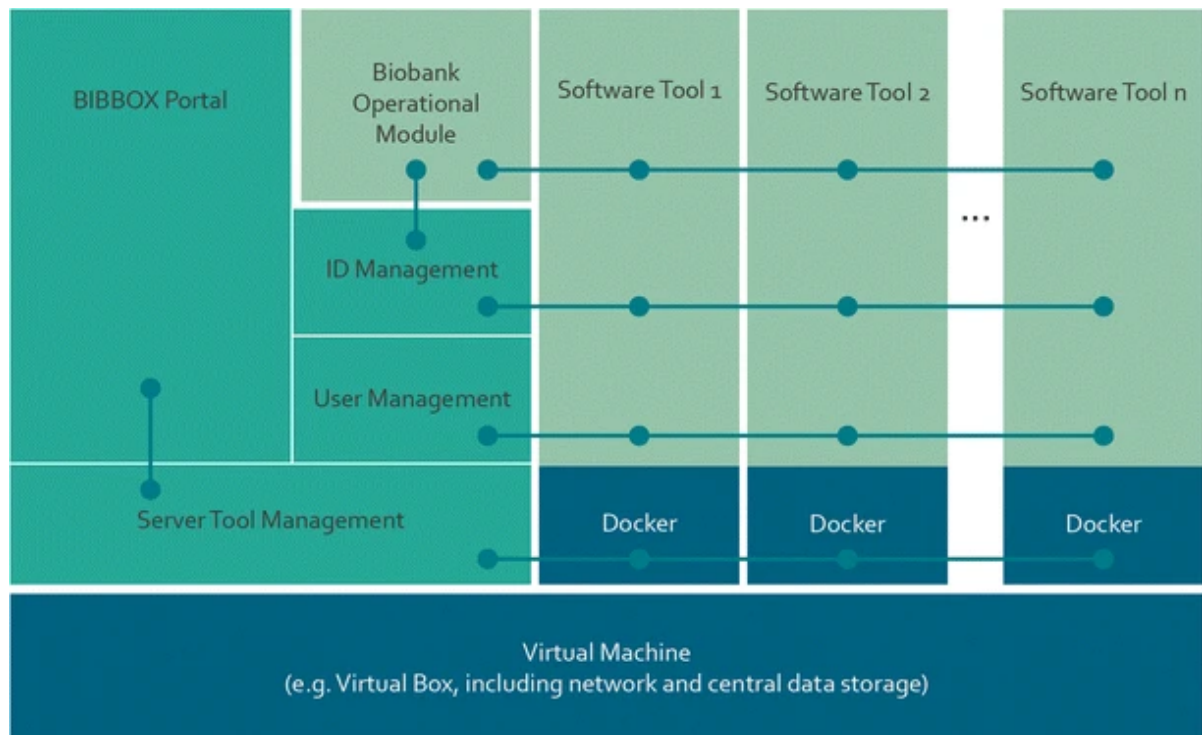 BIBBOX Portal
Biobank
Operational
Module
Software Tool 1
Software Tool 2
...
Software Tool n
ID Management
User Management
Server Tool Management
Docker
Docker
Docker
Virtual Machine
(e.g. Virtual Box, including network and central data storage)